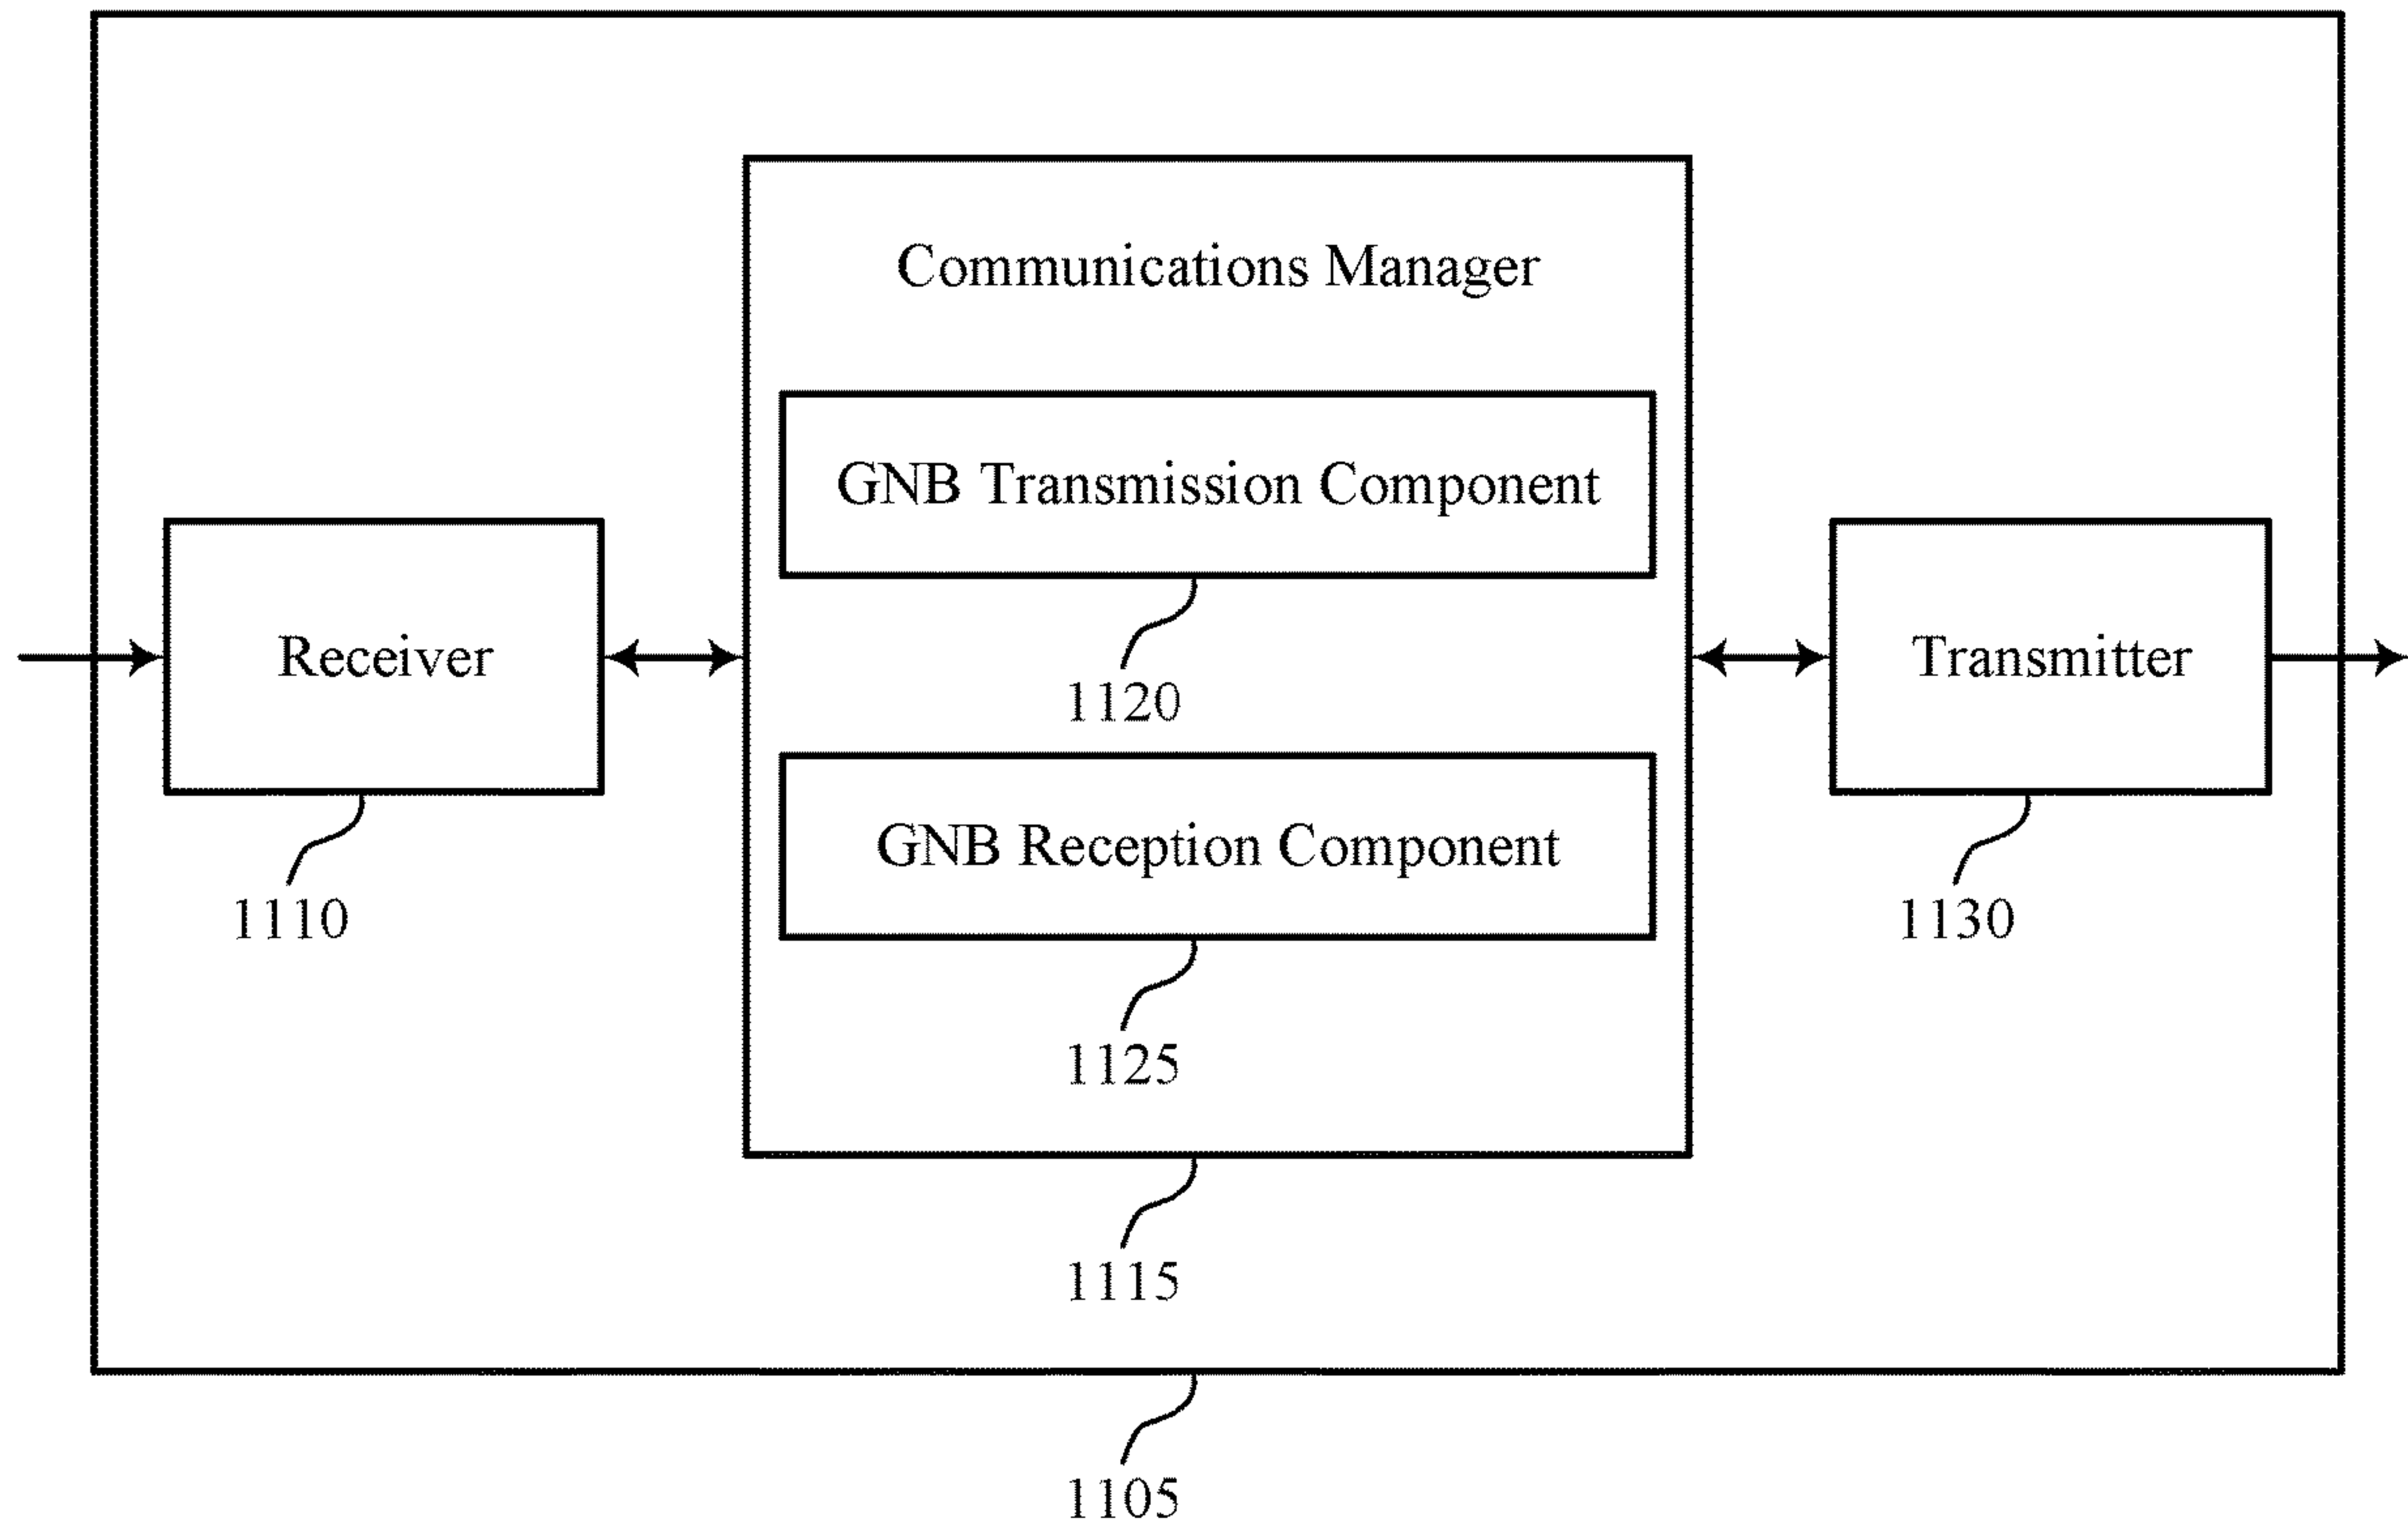 Communications Manager
GNB Transmission Component
Receiver
Transmitter
1120
GNB Reception Component
1110
1130
1125
1115
1105